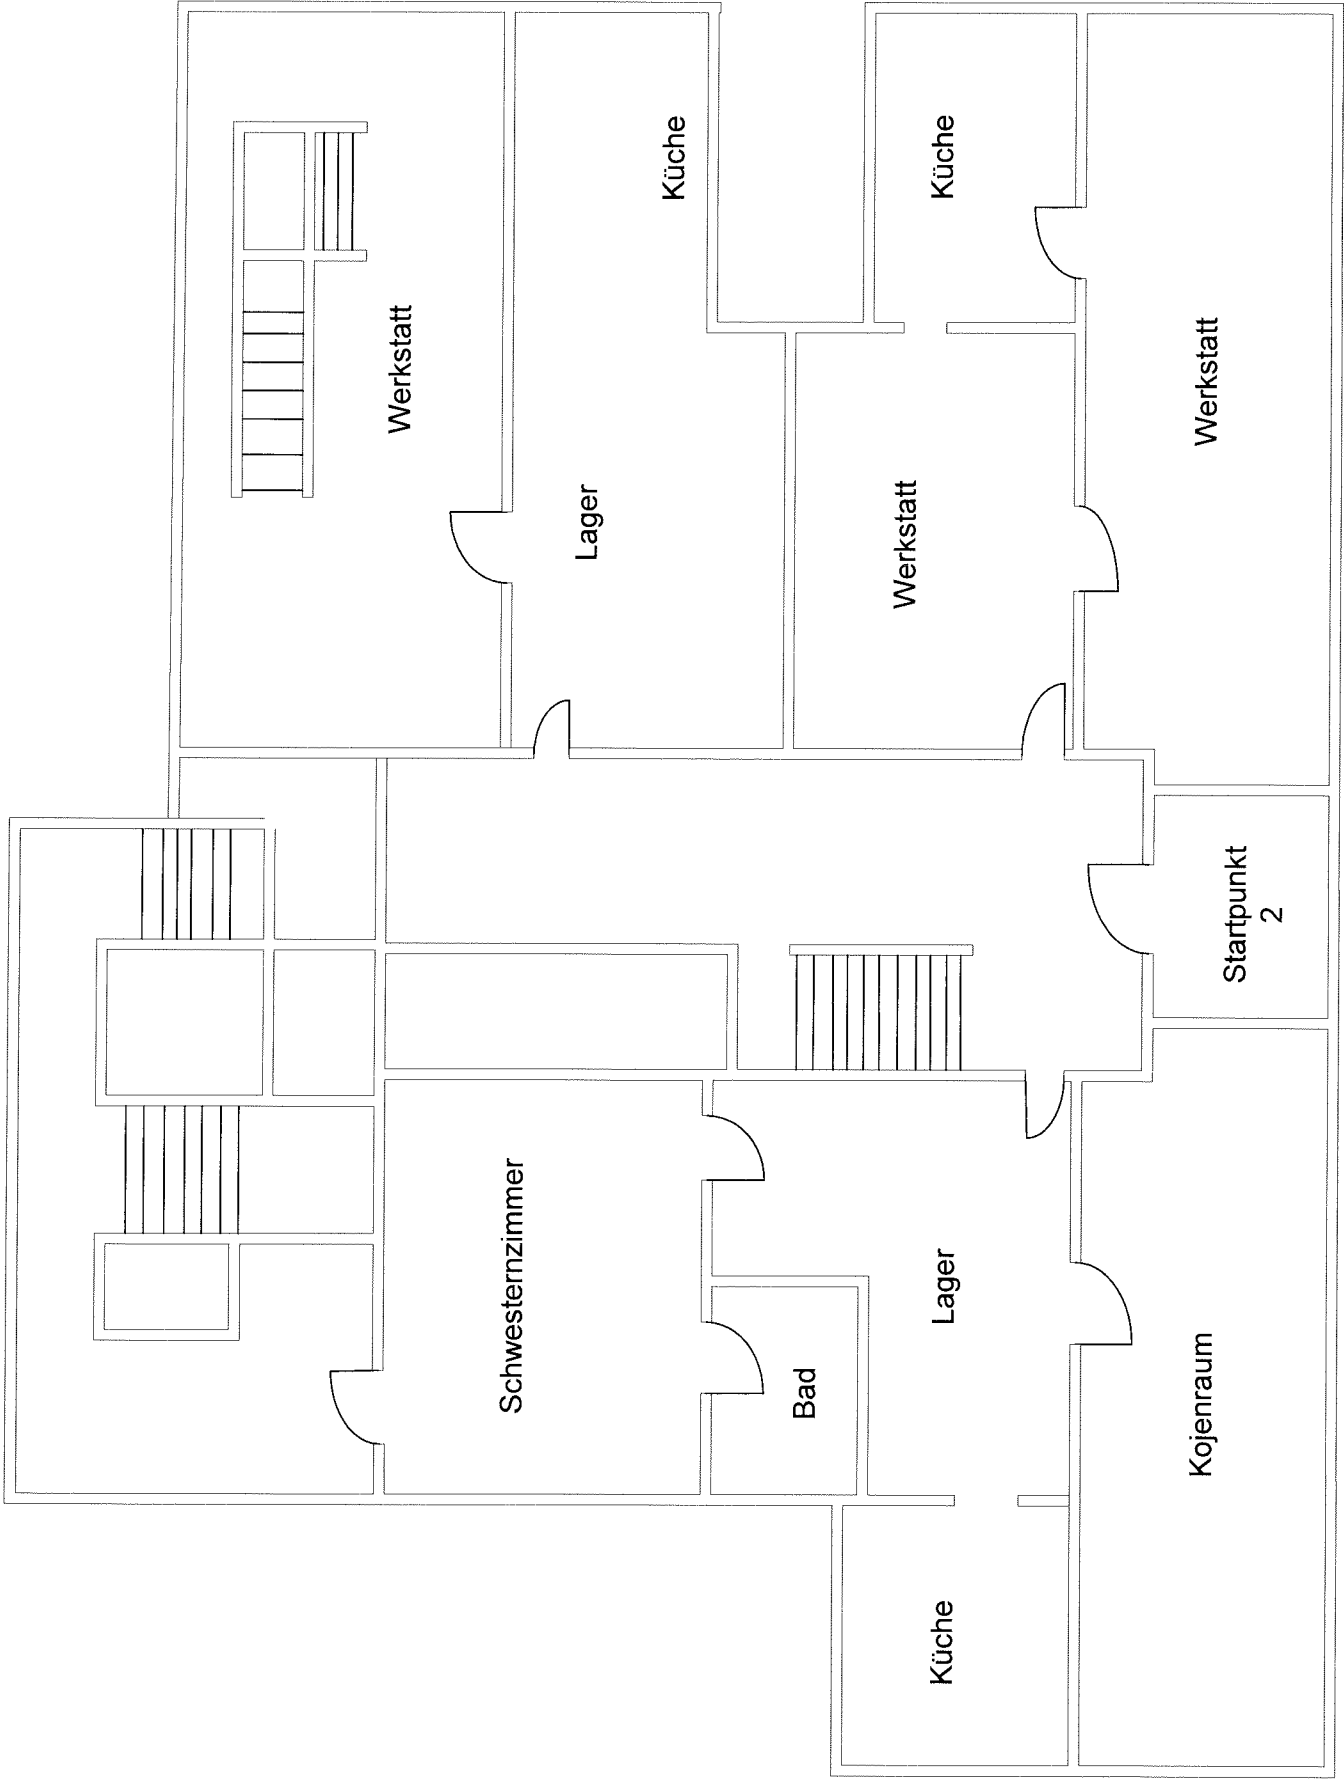 Küche
Lager
Bad
Schwesternzimmer
Kojenraum
Startpunkt
2
Werkstatt
Lager
Werkstatt
Werkstatt
Küche
Küche